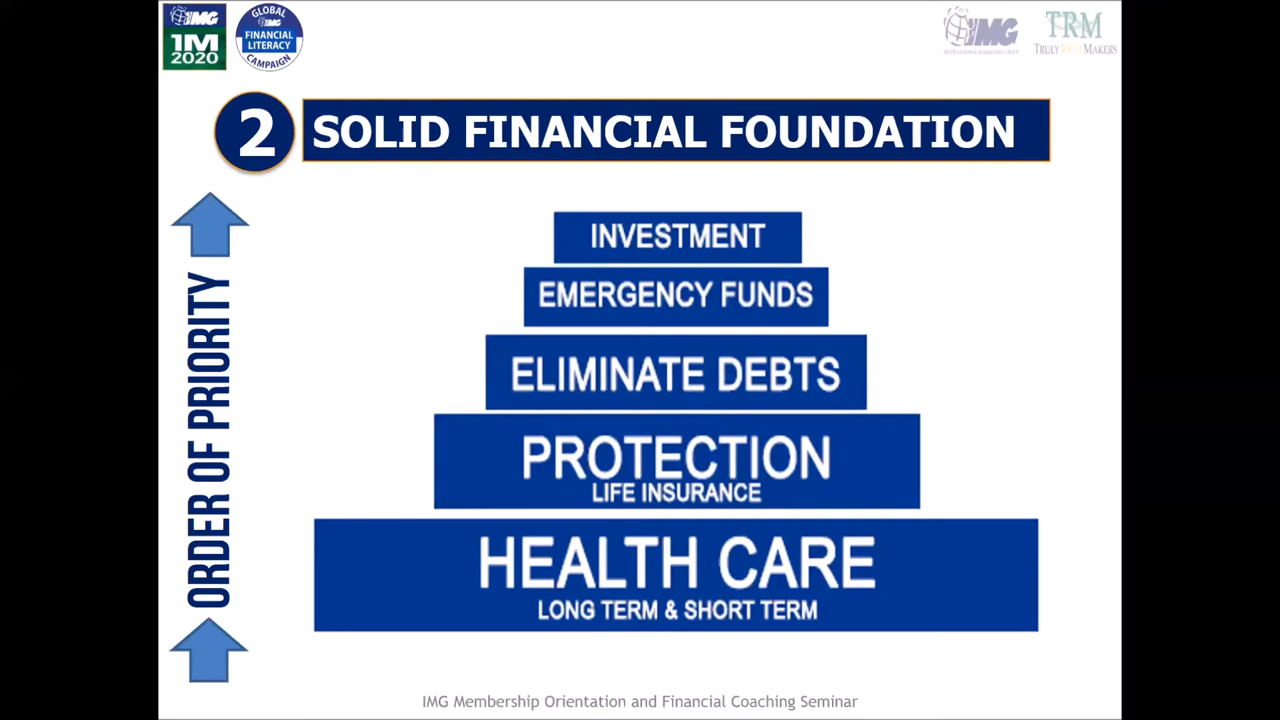 IMG
1M
2020
GLOBAL
IMG
FINANCIAL
LITERACY
CAMPAIGN
IMG
TRM
TRULY RICH MAKERS
2 SOLID FINANCIAL FOUNDATION
ORDER OF PRIORITY
INVESTMENT
EMERGENCY FUNDS
ELIMINATE DEBTS
PROTECTION
LIFE INSURANCE
HEALTH CARE
LONG TERM & SHORT TERM
IMG Membership Orientation and Financial Coaching Seminar